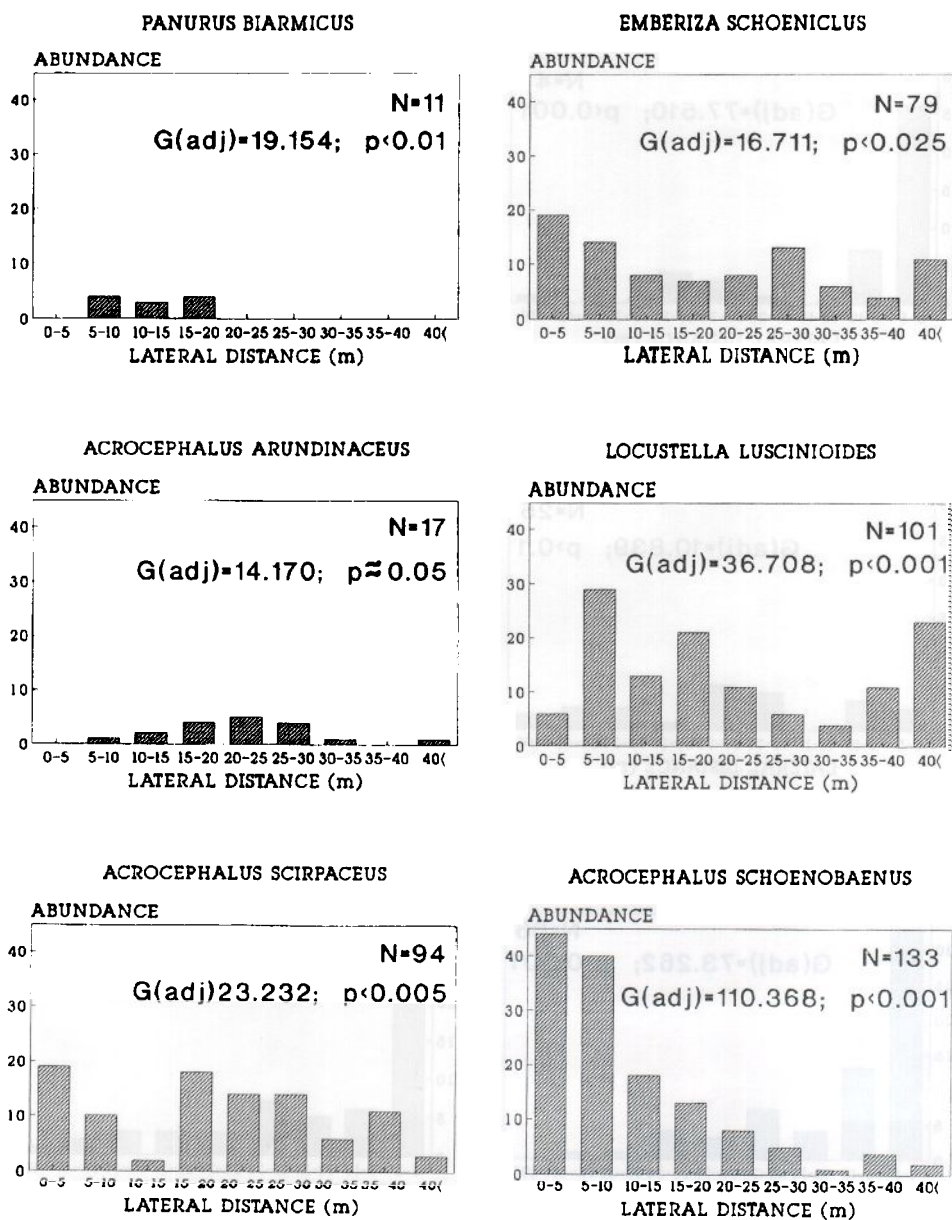 PANURUS BIARMICUS
ABUNDANCE
40
30
20
10
0
N=11
G(adj)=19.154; p<0.01
0-5 5-10 10-15 15-20 20-25 25-30 30-35 35-40 40<
LATERAL DISTANCE (m)
EMBERIZA SCHOENICLUS
ABUNDANCE
40
30
20
10
0
N=79
G(adj)=16.711; p<0.025
0-5 5-10 10-15 15-20 20-25 25-30 30-35 35-40 40<
LATERAL DISTANCE (m)
ACROCEPHALUS ARUNDINACEUS
ABUNDANCE
40
30
20
10
0
N=17
G(adj)=14.170; p≈0.05
0-5 5-10 10-15 15-20 20-25 25-30 30-35 35-40 40<
LATERAL DISTANCE (m)
LOCUSTELLA LUSCINIOIDES
ABUNDANCE
40
30
20
10
0
N=101
G(adj)=36.708; p<0.001
0-5 5-10 10-15 15-20 20-25 25-30 30-35 35-40 40<
LATERAL DISTANCE (m)
ACROCEPHALUS SCIRPACEUS
ABUNDANCE
40
30
20
10
0
N=94
G(adj)23.232; p<0.005
0-5 5-10 10-15 15-20 20-25 25-30 30-35 35-40 40<
LATERAL DISTANCE (m)
ACROCEPHALUS SCHOENOBAENUS
ABUNDANCE
40
30
20
10
0
N=133
G(adj)=110.368; p<0.001
0-5 5-10 10-15 15-20 20-25 25-30 30-35 35-40 40<
LATERAL DISTANCE (m)